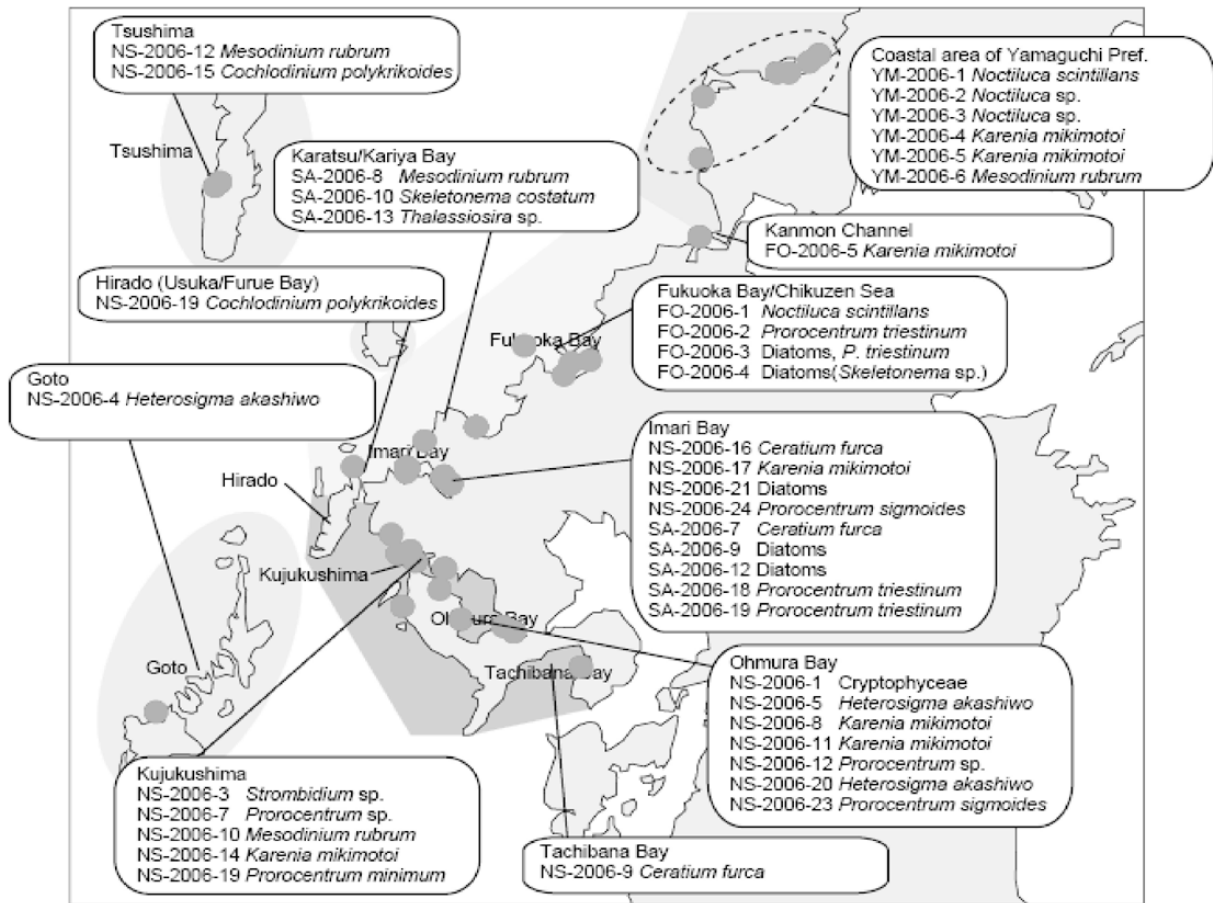 Tsushima
NS-2006-12 Mesodinium rubrum
NS-2006-15 Cochlodinium polykrikoides
Coastal area of Yamaguchi Pref.
YM-2006-1 Noctiluca scintillans
YM-2006-2 Noctiluca sp.
YM-2006-3 Noctiluca sp.
YM-2006-4 Karenia mikimotoi
YM-2006-5 Karenia mikimotoi
YM-2006-6 Mesodinium rubrum
Tsushima
Karatsu/Kariya Bay
SA-2006-8 Mesodinium rubrum
SA-2006-10 Skeletonema costatum
SA-2006-13 Thalassiosira sp.
Kanmon Channel
FO-2006-5 Karenia mikimotoi
Hirado (Usuka/Furue Bay)
NS-2006-19 Cochlodinium polykrikoides
Fukuoka Bay/Chikuzen Sea
FO-2006-1 Noctiluca scintillans
FO-2006-2 Prorocentrum triestinum
FO-2006-3 Diatoms, P. triestinum
FO-2006-4 Diatoms(Skeletonema sp.)
Fukuoka Bay
Goto
NS-2006-4 Heterosigma akashiwo
Imari Bay
NS-2006-16 Ceratium furca
NS-2006-17 Karenia mikimotoi
NS-2006-21 Diatoms
NS-2006-24 Prorocentrum sigmoides
SA-2006-7 Ceratium furca
SA-2006-9 Diatoms
SA-2006-12 Diatoms
SA-2006-18 Prorocentrum triestinum
SA-2006-19 Prorocentrum triestinum
Imari Bay
Hirado
Kujukushima
Ohmura Bay
Goto
Tachibana Bay
Ohmura Bay
NS-2006-1 Cryptophyceae
NS-2006-5 Heterosigma akashiwo
NS-2006-8 Karenia mikimotoi
NS-2006-11 Karenia mikimotoi
NS-2006-12 Prorocentrum sp.
NS-2006-20 Heterosigma akashiwo
NS-2006-23 Prorocentrum sigmoides
Kujukushima
NS-2006-3 Strombidium sp.
NS-2006-7 Prorocentrum sp.
NS-2006-10 Mesodinium rubrum
NS-2006-14 Karenia mikimotoi
NS-2006-19 Prorocentrum minimum
Tachibana Bay
NS-2006-9 Ceratium furca